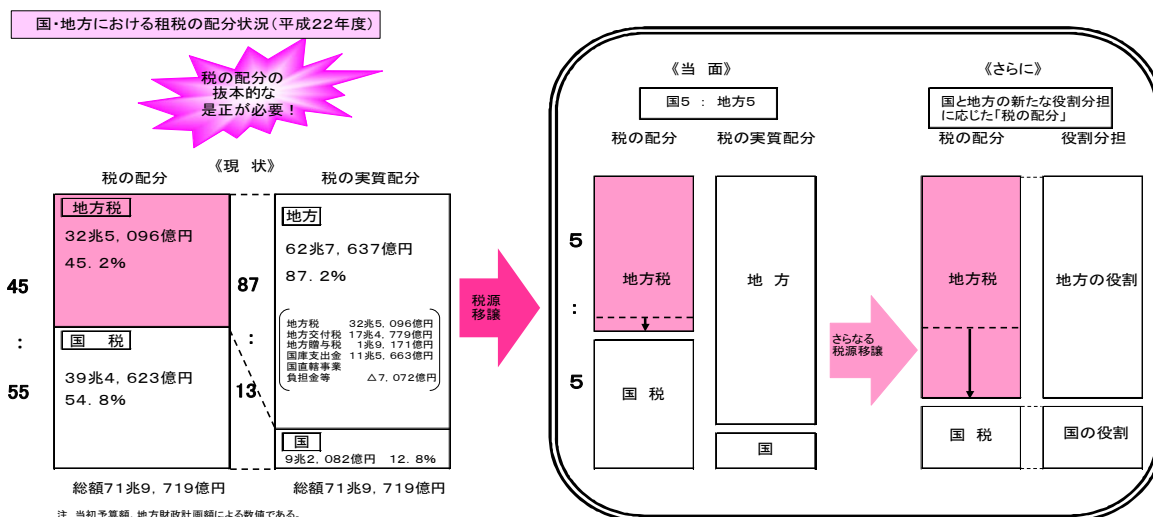 国・地方における租税の配分状況(平成22年度)
税の配分の
抜本的な
是正が必要!
《現 状》
税の配分
税の実質配分
地方税
32兆5,096億円
45.2%
国 税
39兆4,623億円
54.8%
45
:
55
総額71兆9,719億円
87
:
13
地方
62兆7,637億円
87.2%
地方税 32兆5,096億円
地方交付税 17兆4,779億円
地方譲与税 1兆9,171億円
国庫支出金 11兆5,663億円
国直轄事業
負担金等 △7,072億円
国
9兆2,082億円 12.8%
総額71兆9,719億円
注 当初予算額、地方財政計画額による数値である。
税源
移譲
《当 面》
国5 : 地方5
税の配分
税の実質配分
5
:
5
地方税
国 税
地 方
国
さらなる
税源移譲
《さらに》
国と地方の新たな役割分担
に応じた「税の配分」
税の配分
役割分担
地方税
国 税
地方の役割
国の役割